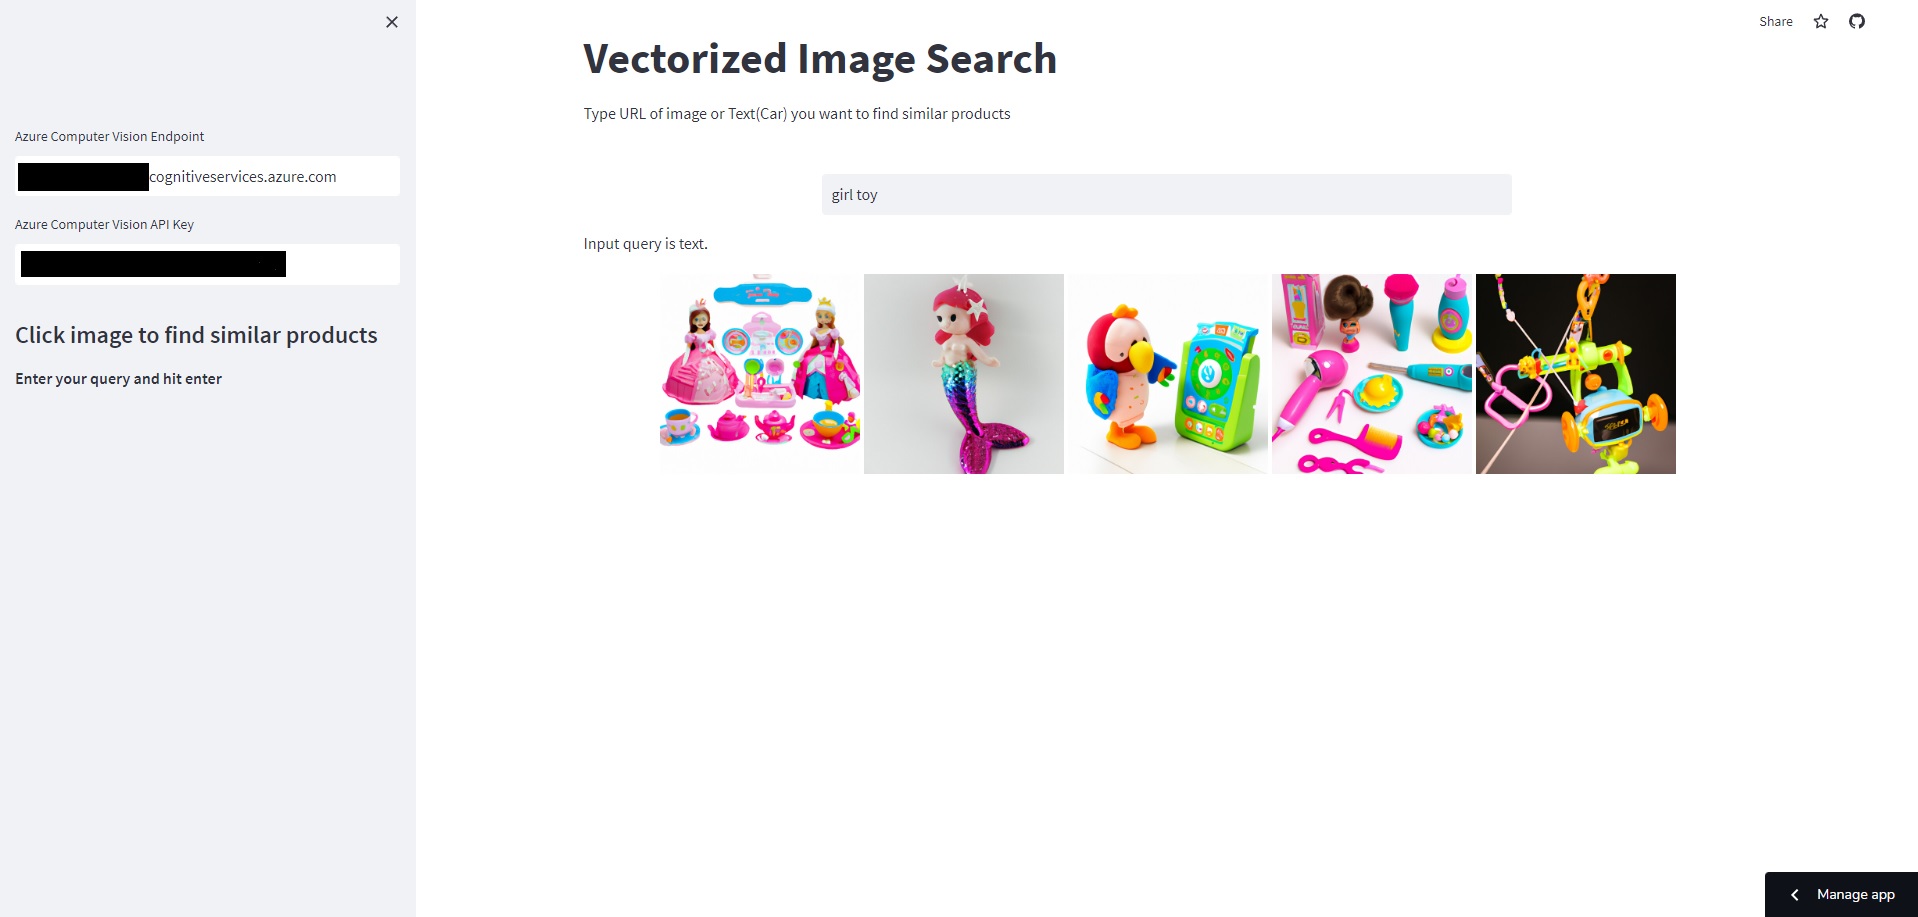 Azure Computer Vision Endpoint
cognitiveservices.azure.com
Azure Computer Vision API Key
Click image to find similar products
Enter your query and hit enter
Share
Vectorized Image Search
Type URL of image or Text(Car) you want to find similar products
girl toy
Input query is text.
Manage app